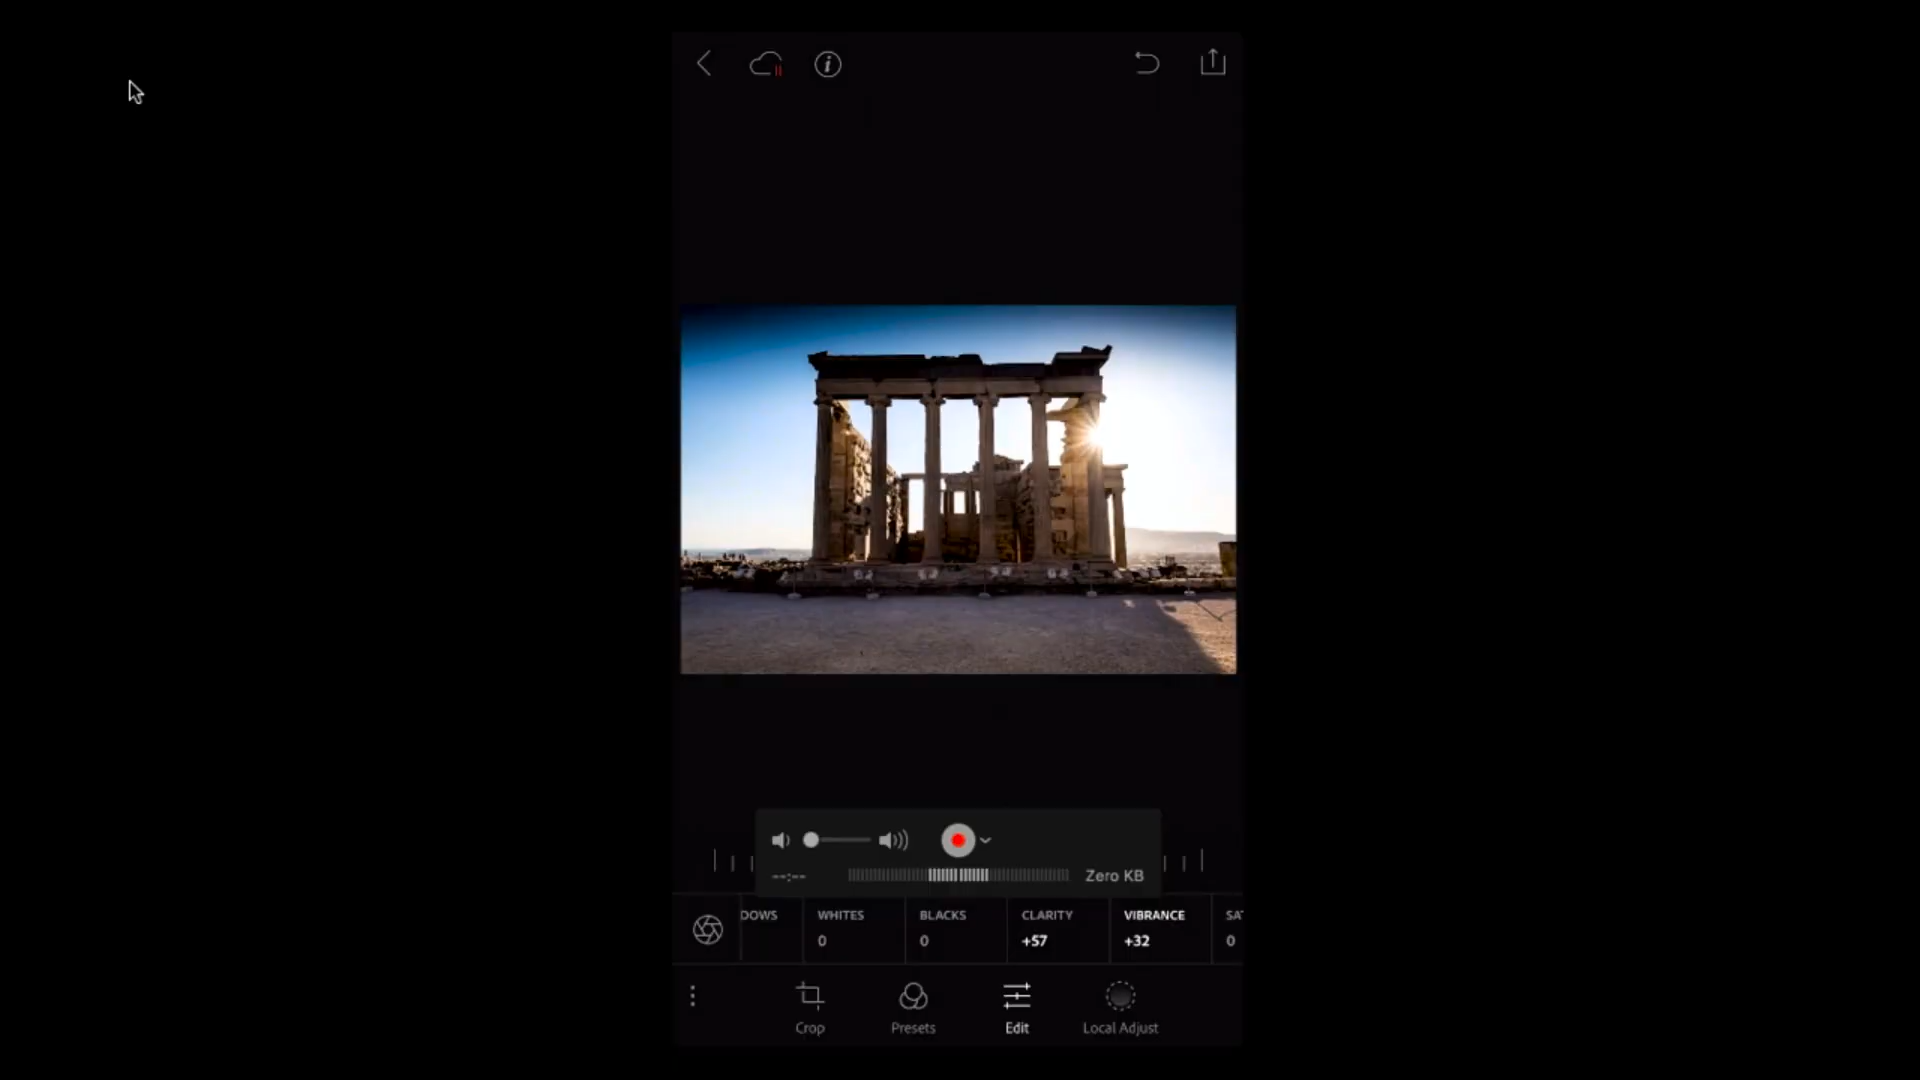 --:-- Zero KB
DOWS WHITES BLACKS CLARITY VIBRANCE SA
0 0 +57 +32 0
Crop Presets Edit Local Adjust